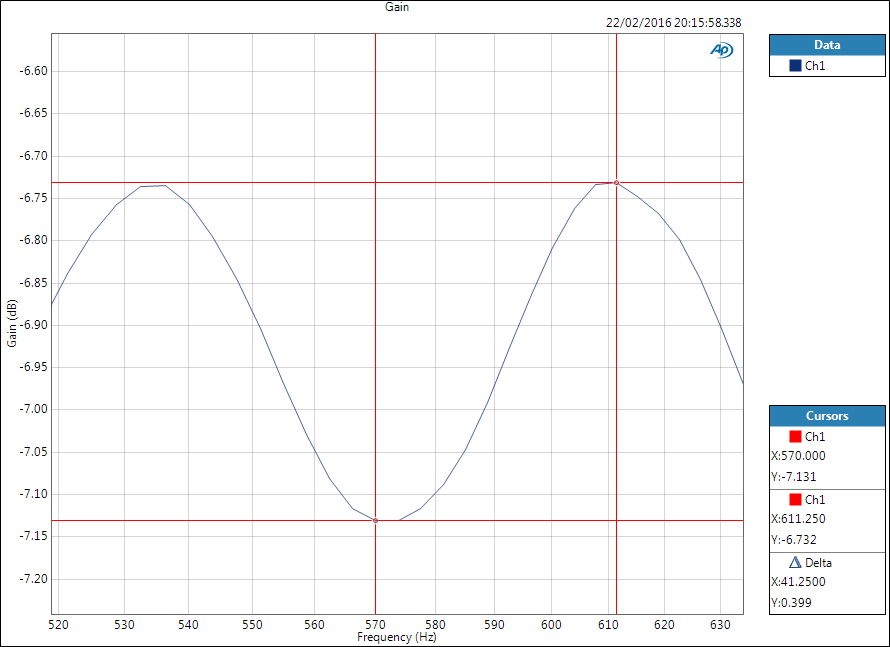 Gain
22/02/2016 20:15:58.338
AP
Data
Ch1
-6.60
-6.65
-6.70
-6.75
-6.80
-6.85
-6.90
-6.95
-7.00
-7.05
-7.10
-7.15
-7.20
Gain (dB)
520 530 540 550 560 570 580 590 600 610 620 630
Frequency (Hz)
Cursors
Ch1
X:570.000
Y:-7.131
Ch1
X:611.250
Y:-6.732
Delta
X:41.2500
Y:0.399